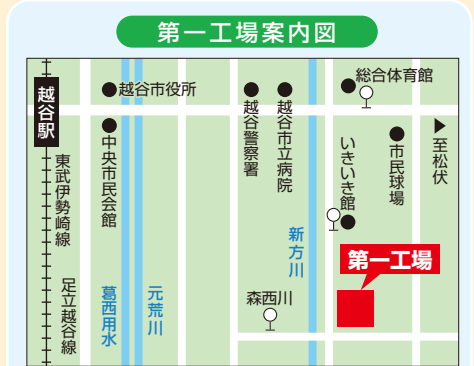 第一工場案内図
越谷駅
越谷市役所
中央市民会館
越谷警察署
越谷市立病院
総合体育館
いきいき館
市民球場
至松伏
東武伊勢崎線
足立越谷線
葛西用水
元荒川
新方川
森西川
第一工場